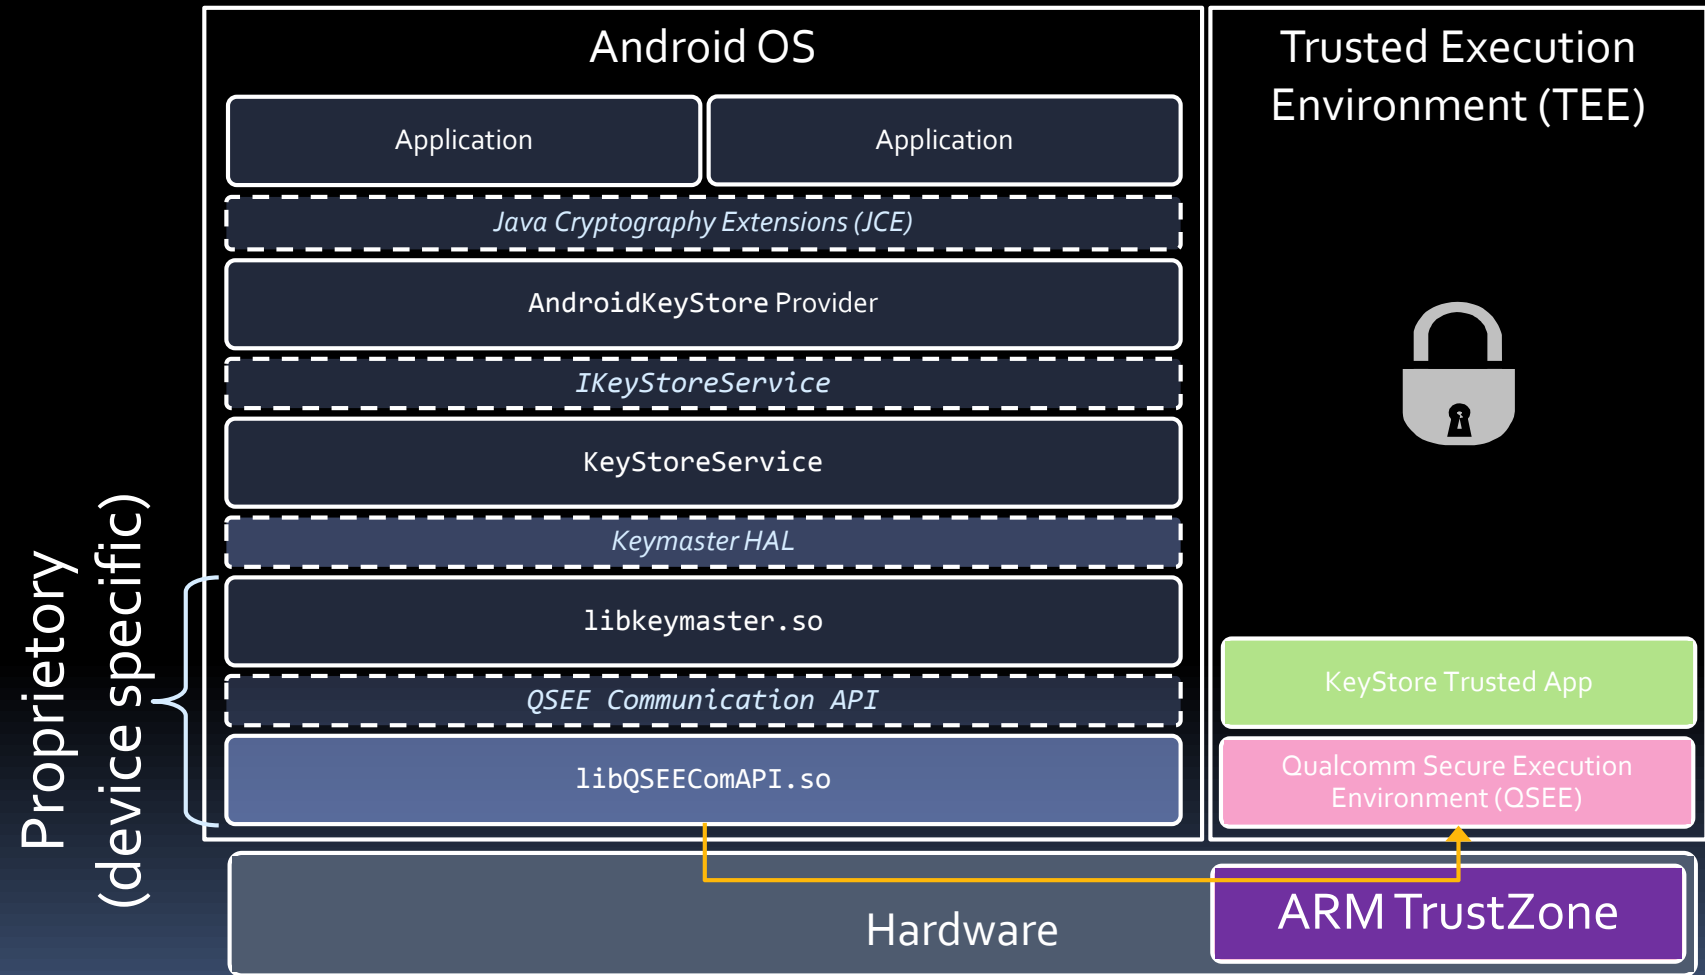 Android OS
Application
Application
Java Cryptography Extensions (JCE)
AndroidKeyStore Provider
IKeyStoreService
KeyStoreService
Keymaster HAL
libkeymaster.so
QSEE Communication API
libQSEEComAPI.so
Proprietory
(device specific)
Trusted Execution
Environment (TEE)
KeyStore Trusted App
Qualcomm Secure Execution
Environment (QSEE)
Hardware
ARM TrustZone